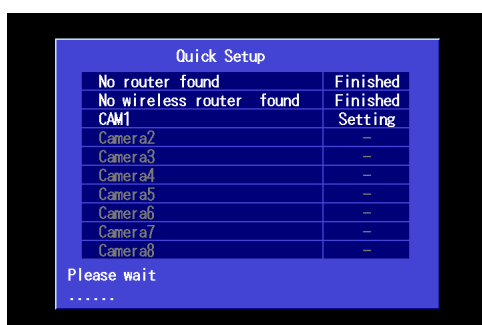 Quick Setup
No router found Finished
No wireless router found Finished
CAM1 Setting
Camera2 -
Camera3 -
Camera4 -
Camera5 -
Camera6 -
Camera7 -
Camera8 -
Please wait
......